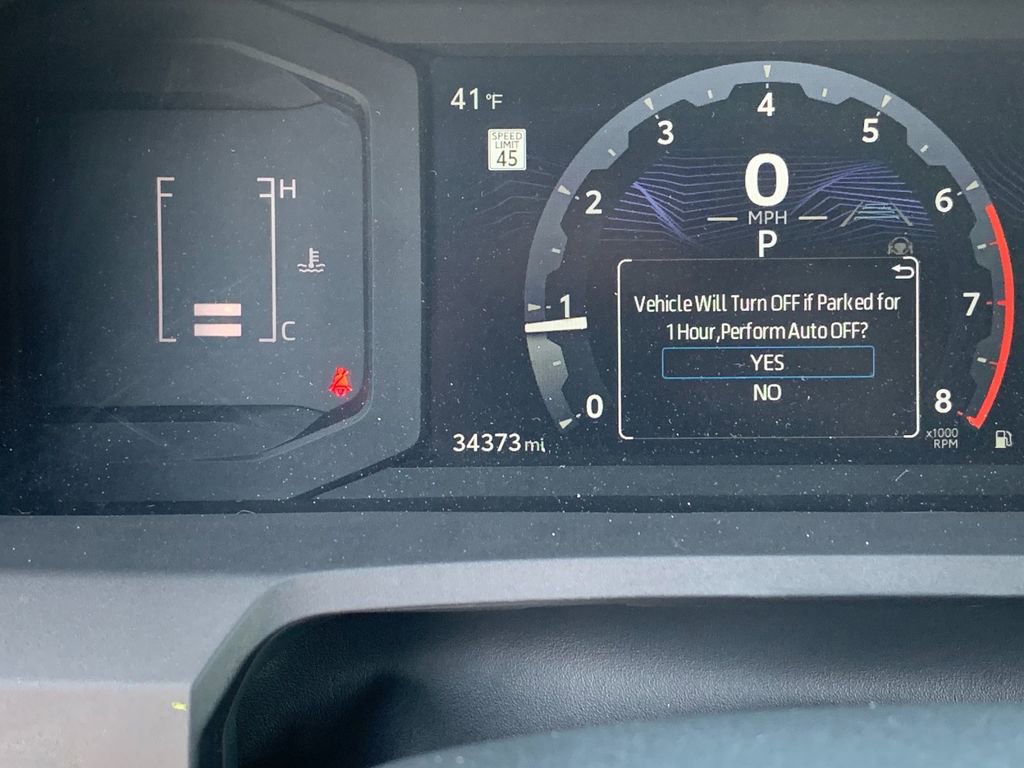 H
C
41 °F
SPEED
LIMIT
45
34373 mi
0
1
2
3
4
5
6
7
8
x1000
RPM
0
MPH
P
Vehicle Will Turn OFF if Parked for
1 Hour,Perform Auto OFF?
YES
NO